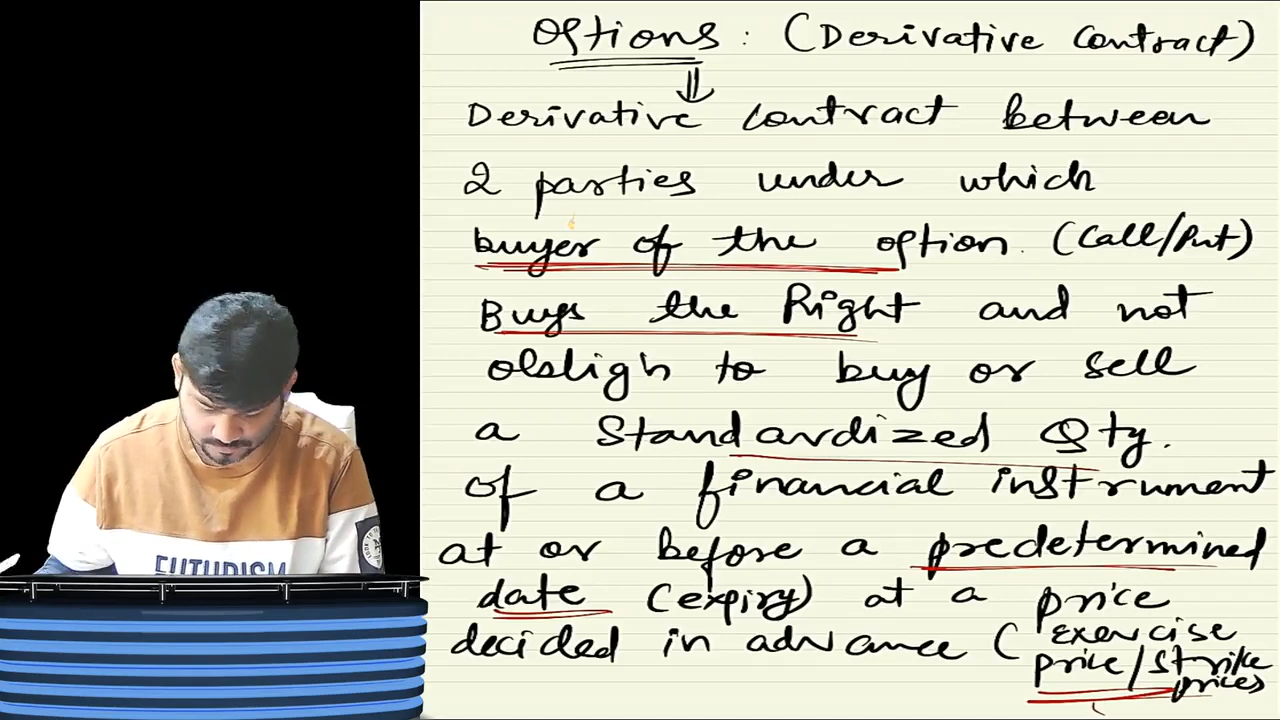 Options : (Derivative Contract)
Derivative contract between
2 parties under which
buyer of the option. (Call/Put)
Buys the Right and not
oblign to buy or sell
a Standardized Qty.
of a financial instrument
at or before a predetermined
date (expiry) at a price
decided in advance ( exercise
price/Strike
prices
FUTURISM